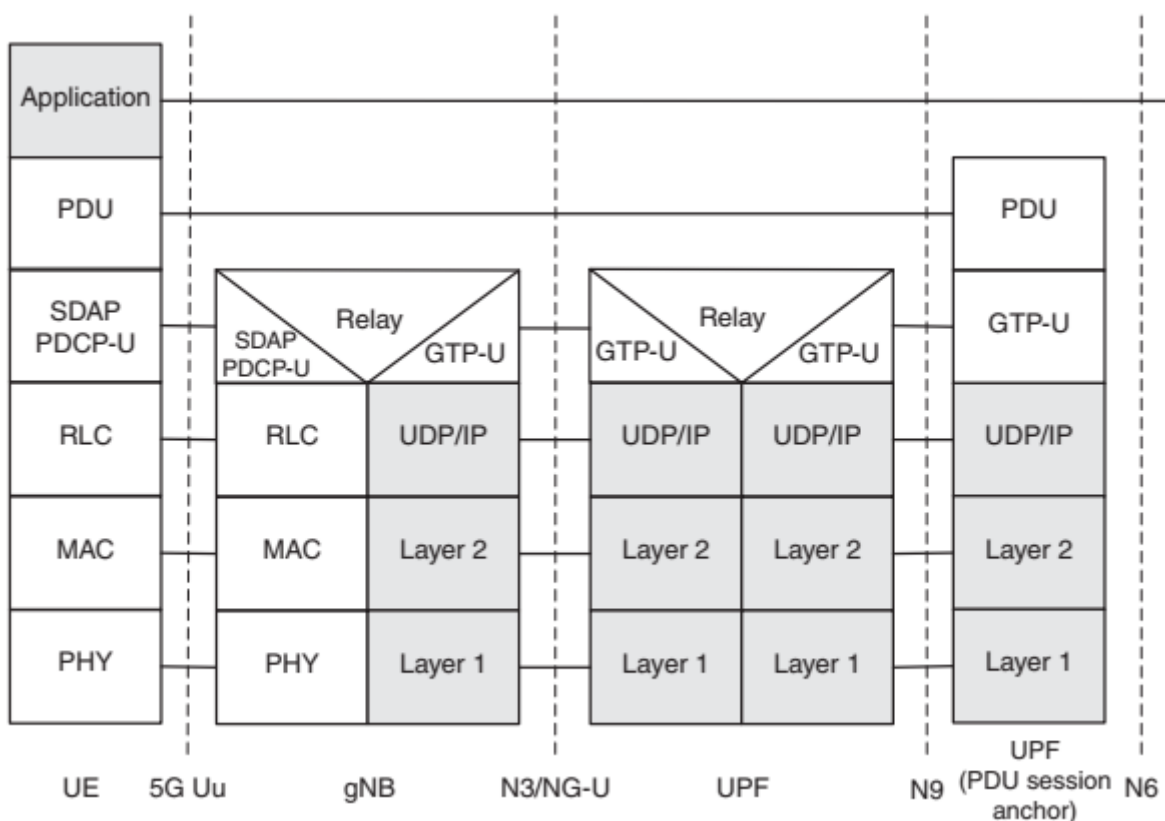 Application
PDU
PDU
SDAP
PDCP-U
Relay
SDAP
PDCP-U
GTP-U
Relay
GTP-U
GTP-U
GTP-U
RLC
RLC
UDP/IP
UDP/IP
UDP/IP
UDP/IP
MAC
MAC
Layer 2
Layer 2
Layer 2
Layer 2
PHY
PHY
Layer 1
Layer 1
Layer 1
Layer 1
UE
5G Uu
gNB
N3/NG-U
UPF
N9
UPF
(PDU session
anchor)
N6